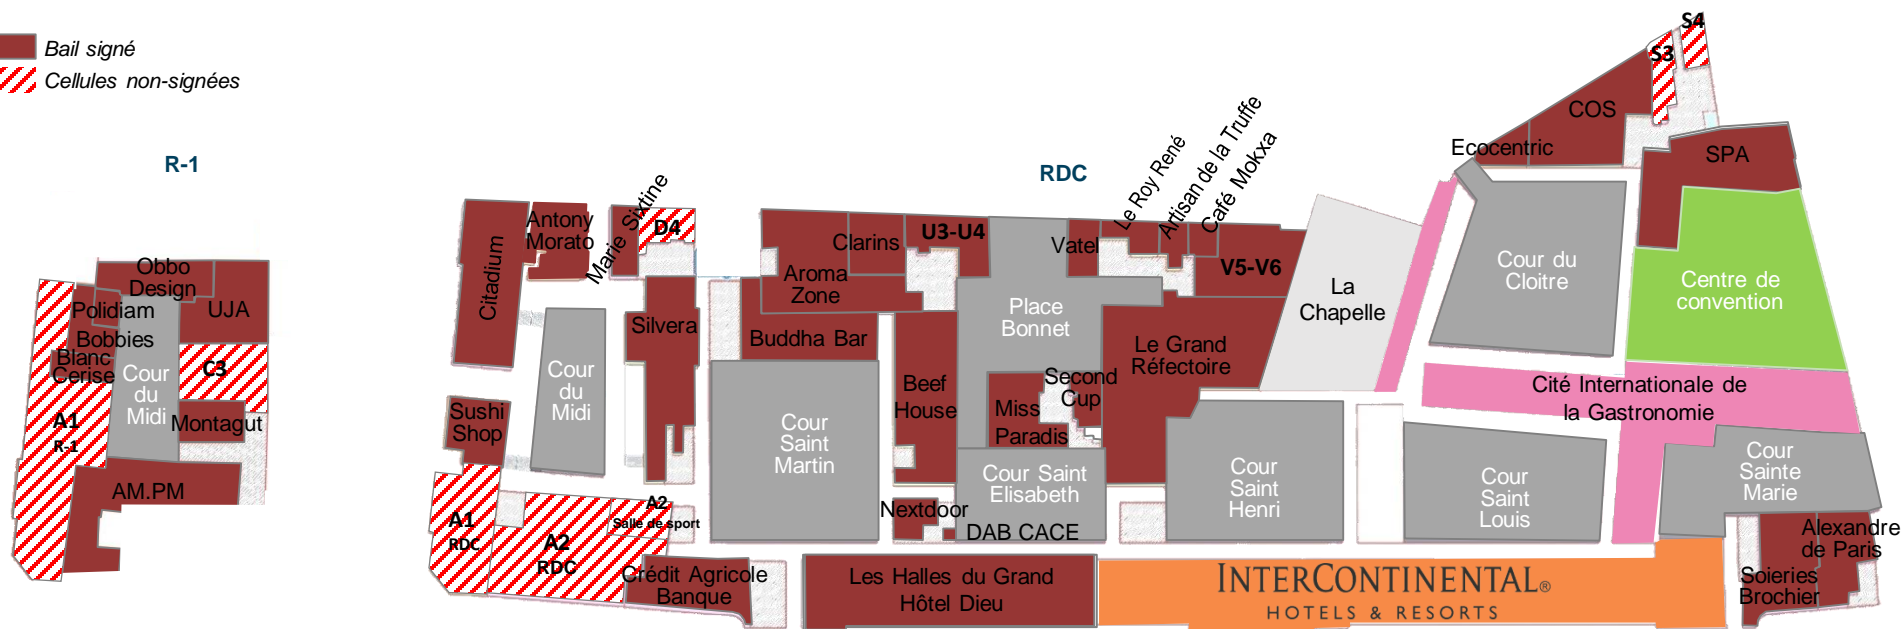 Bail signé
Cellules non-signées
R-1
RDC
Obbo
Design
Polidiam
UJA
Bobbies
Blanc
Cerise
Cour
du
Midi
C3
Montagut
A1
R-1
AM.PM
Citadium
Antony
Morato
Marie Sixtine
D4
Silvera
Cour
du
Midi
Sushi
Shop
A1
RDC
A2
RDC
A2
Salle de sport
Crédit Agricole
Banque
Clarins
U3-U4
Aroma
Zone
Buddha Bar
Cour
Saint
Martin
Beef
House
Nextdoor
DAB CACE
Place
Bonnet
Vatel
Le Roy René
Artisan de la Truffe
Café Mokxa
V5-V6
Le Grand
Réfectoire
Second
Cup
Miss
Paradis
Cour Saint
Elisabeth
Cour
Saint
Henri
La
Chapelle
Les Halles du Grand
Hôtel Dieu
INTERCONTINENTAL®
HOTELS & RESORTS
S4
S3
COS
Ecocentric
SPA
Cour du
Cloitre
Centre de
convention
Cité Internationale de
la Gastronomie
Cour
Saint
Louis
Cour
Sainte
Marie
Alexandre
de Paris
Soieries
Brochier